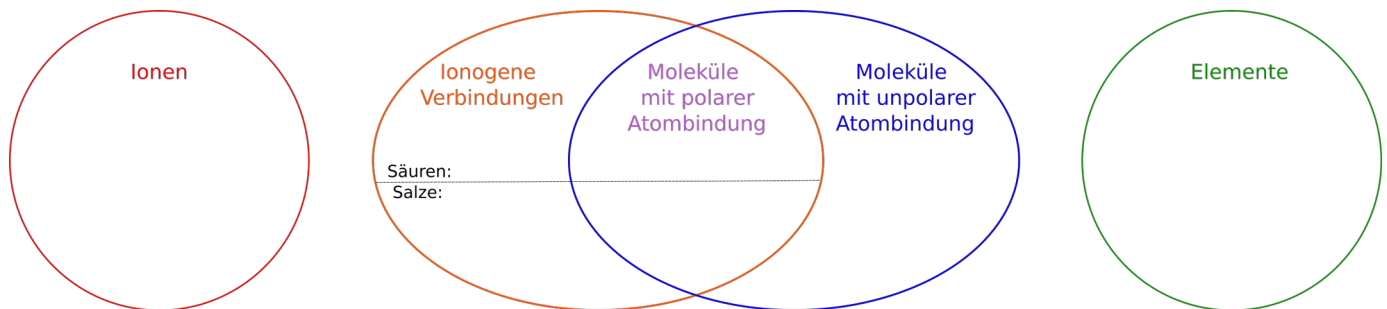 Ionen
Ionogene
Verbindungen
Moleküle
mit polarer
Atombindung
Moleküle
mit unpolarer
Atombindung
Elemente
Säuren:
Salze: